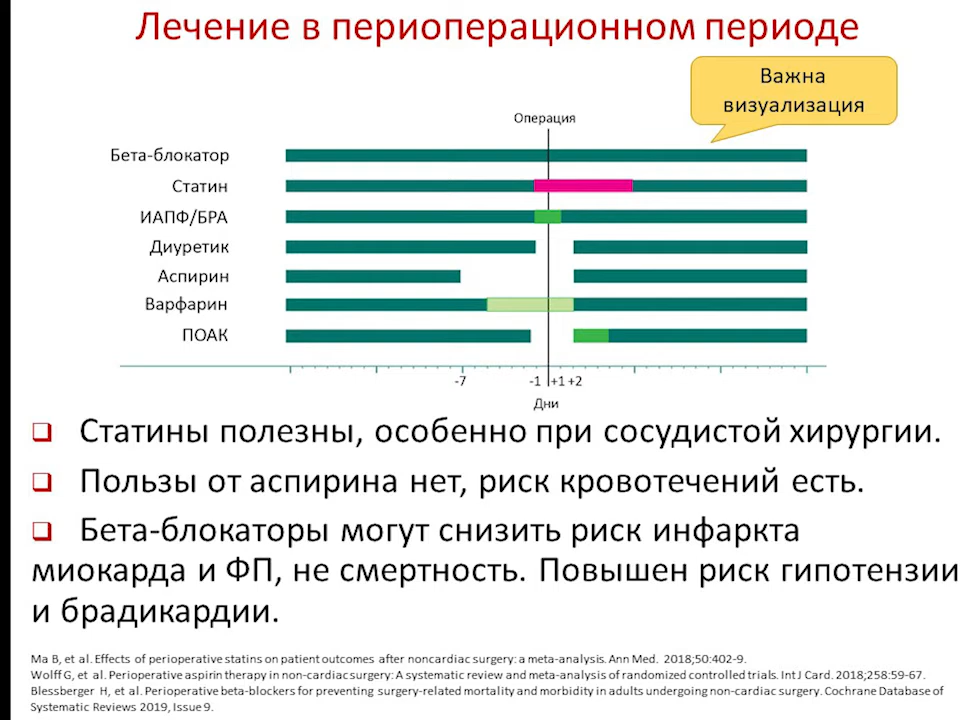 Лечение в периоперационном периоде
Важна
визуализация
Операция
Бета-блокатор
Статин
ИАПФ/БРА
Диуретик
Аспирин
Варфарин
ПОАК
-7 -1 +1 +2
Дни
Статины полезны, особенно при сосудистой хирургии.
Пользы от аспирина нет, риск кровотечений есть.
Бета-блокаторы могут снизить риск инфаркта
миокарда и ФП, не смертность. Повышен риск гипотензии
и брадикардии.
Ma B, et al. Effects of perioperative statins on patient outcomes after noncardiac surgery: a meta-analysis. Ann Med. 2018;50:402-9.
Wolff G, et al. Perioperative aspirin therapy in non-cardiac surgery: A systematic review and meta-analysis of randomized controlled trials. Int J Card. 2018;258:59-67.
Blessberger H, et al. Perioperative beta-blockers for preventing surgery-related mortality and morbidity in adults undergoing non-cardiac surgery. Cochrane Database of
Systematic Reviews 2019, Issue 9.